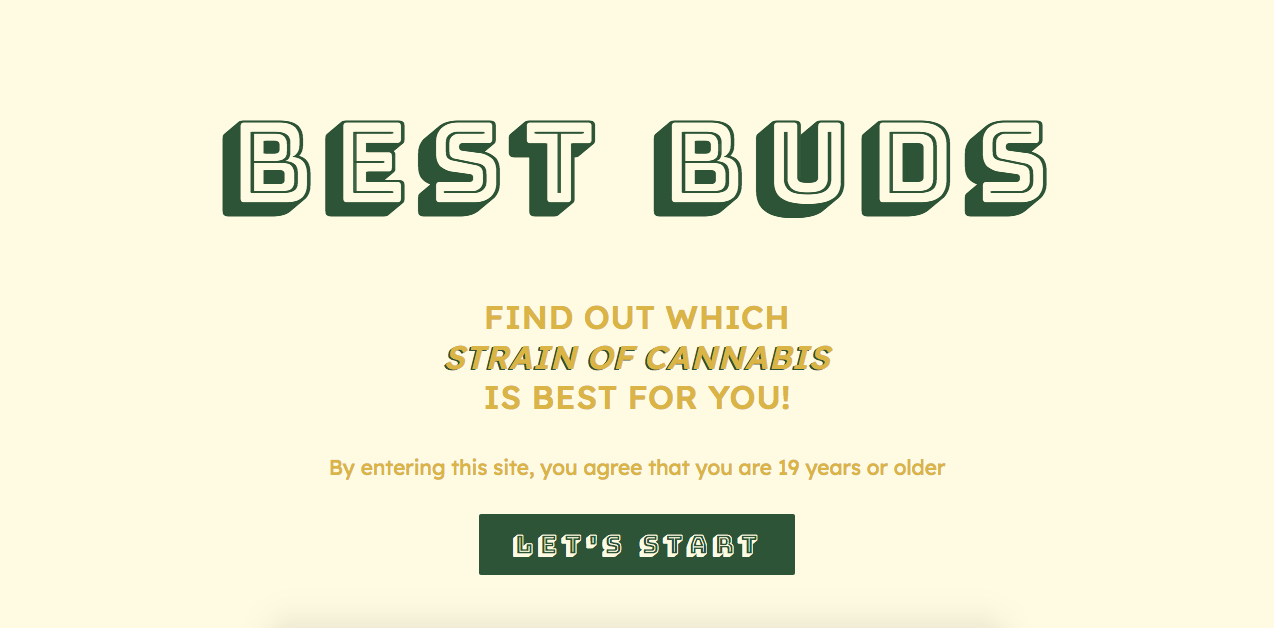 BEST BUDS
FIND OUT WHICH
STRAIN OF CANNABIS
IS BEST FOR YOU!
By entering this site, you agree that you are 19 years or older
LET'S START